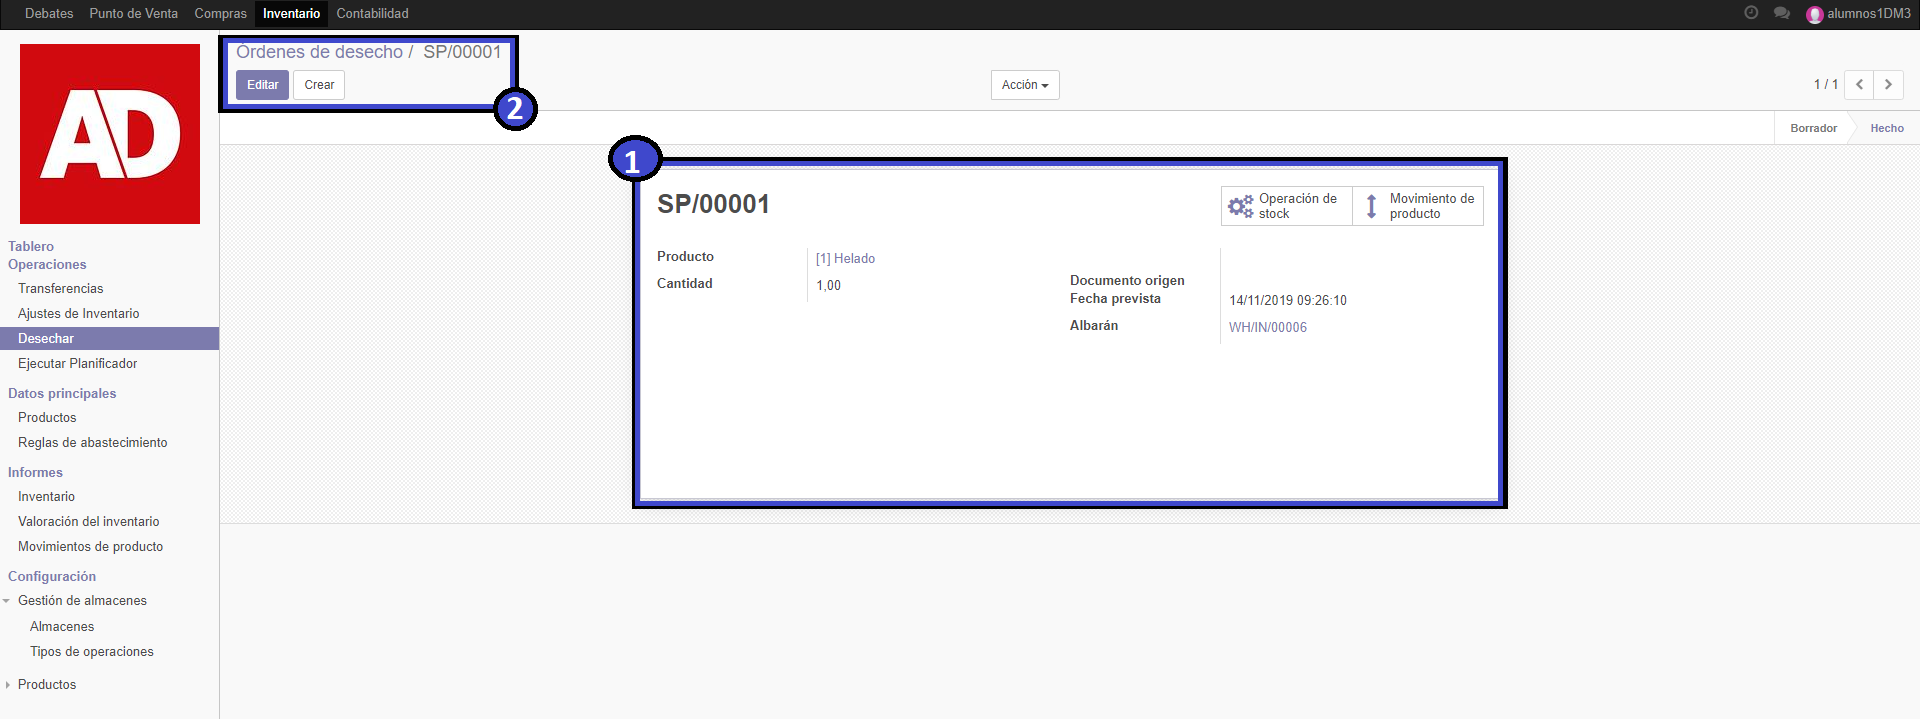 Debates Punto de Venta Compras Inventario Contabilidad alumnos1DM3
Órdenes de desecho / SP/00001
Editar Crear Acción 1 / 1
2
Borrador Hecho
AD
1
SP/00001
Operación de stock
Movimiento de producto
Producto [1] Helado
Cantidad 1,00
Documento origen
Fecha prevista 14/11/2019 09:26:10
Albarán WH/IN/00006
Tablero
Operaciones
Transferencias
Ajustes de Inventario
Desechar
Ejecutar Planificador
Datos principales
Productos
Reglas de abastecimiento
Informes
Inventario
Valoración del inventario
Movimientos de producto
Configuración
Gestión de almacenes
Almacenes
Tipos de operaciones
Productos